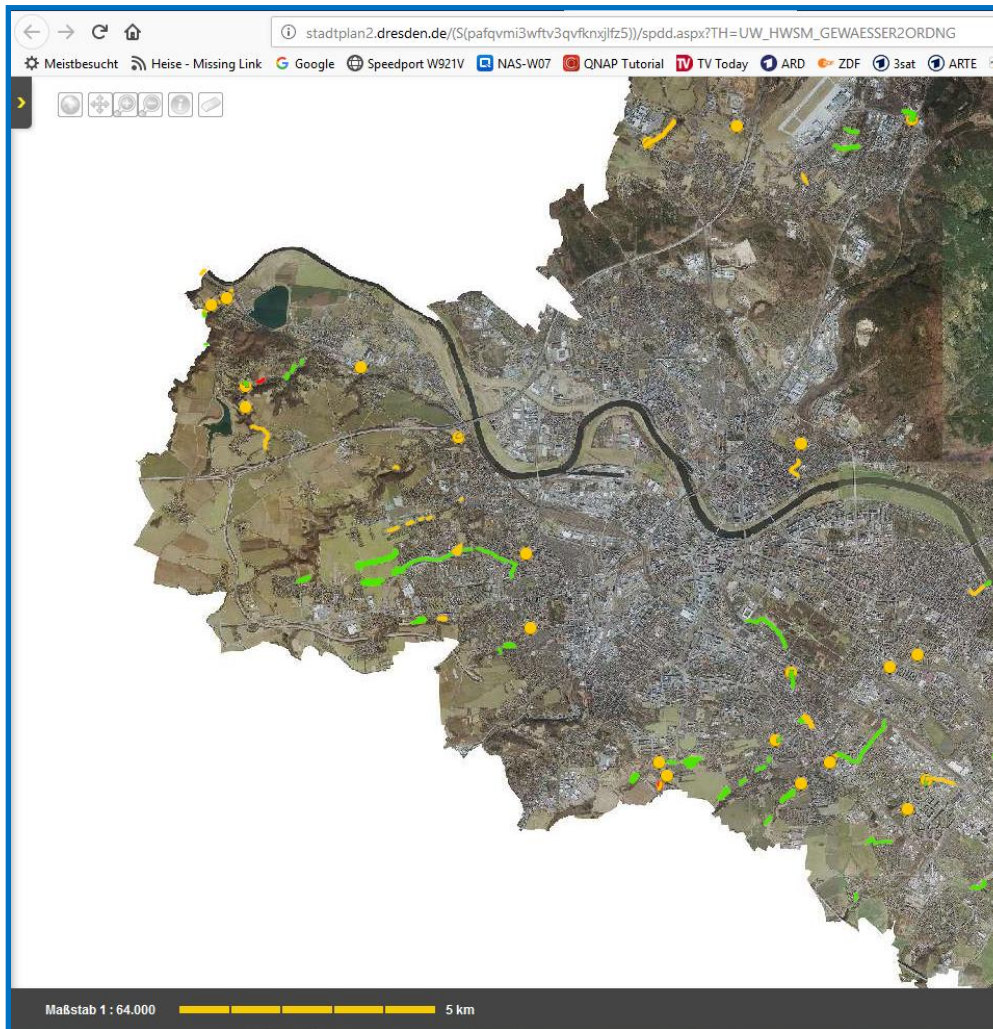 stadtplan2.dresden.de/(S(pafqvmi3wftv3qvfknxjlfz5))/spdd.aspx?TH=UW_HWSM_GEWAESSER2ORDNG
Meistbesucht Heise - Missing Link Google Speedport W921V NAS-W07 QNAP Tutorial TV Today ARD ZDF 3sat ARTE
Maßstab 1 : 64.000 5 km